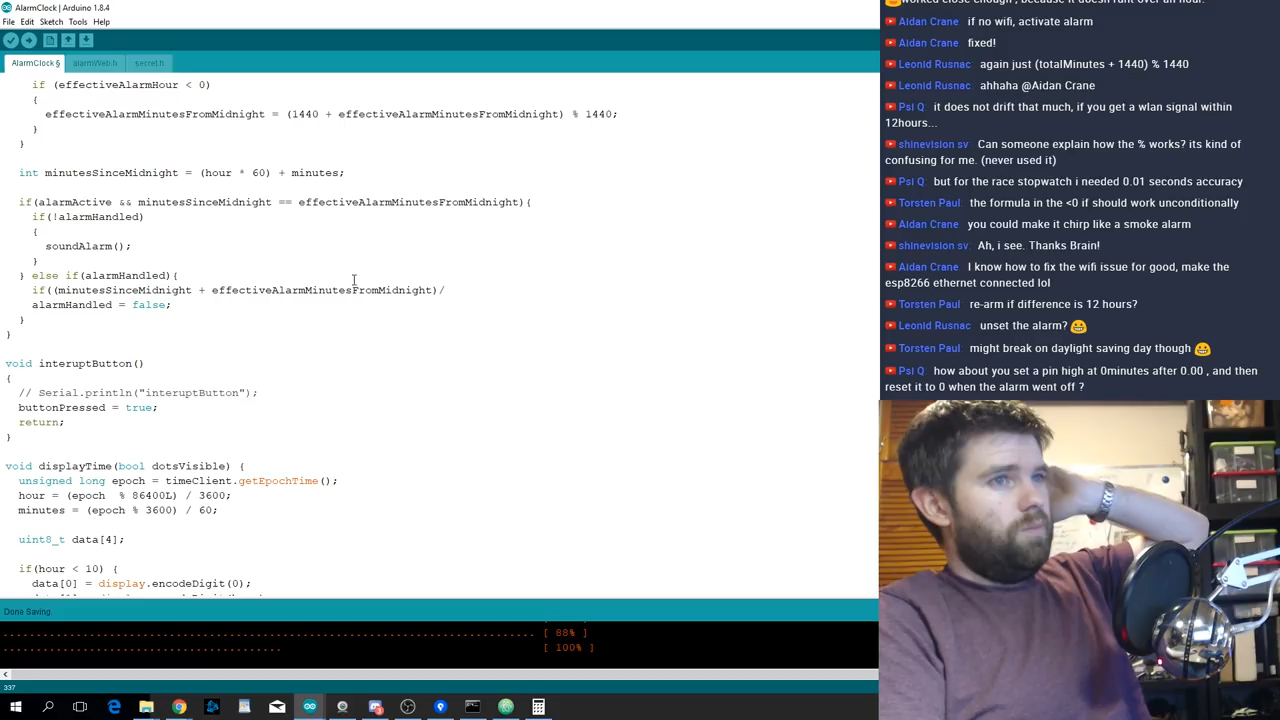 AlarmClock | Arduino 1.8.4
File Edit Sketch Tools Help
AlarmClock § alarmWeb.h secret.h
if (effectiveAlarmHour < 0)
{
effectiveAlarmMinutesFromMidnight = (1440 + effectiveAlarmMinutesFromMidnight) % 1440;
}
}
int minutesSinceMidnight = (hour * 60) + minutes;
if(alarmActive && minutesSinceMidnight == effectiveAlarmMinutesFromMidnight){
if(!alarmHandled)
{
soundAlarm();
}
} else if(alarmHandled){
if((minutesSinceMidnight + effectiveAlarmMinutesFromMidnight)/
alarmHandled = false;
}
}
void interuptButton()
{
// Serial.println("interuptButton");
buttonPressed = true;
return;
}
void displayTime(bool dotsVisible) {
unsigned long epoch = timeClient.getEpochTime();
hour = (epoch % 86400L) / 3600;
minutes = (epoch % 3600) / 60;
uint8_t data[4];
if(hour < 10) {
data[0] = display.encodeDigit(0);
Done Saving.
[ 88% ]
[ 100% ]
337
Aidan Crane if no wifi, activate alarm
Aidan Crane fixed!
Leonid Rusnac again just (totalMinutes + 1440) % 1440
Leonid Rusnac ahhaha @Aidan Crane
Psi Q it does not drift that much, if you get a wlan signal within
12hours...
shinevision sv Can someone explain how the % works? its kind of
confusing for me. (never used it)
Psi Q but for the race stopwatch i needed 0.01 seconds accuracy
Torsten Paul the formula in the <0 if should work unconditionally
Aidan Crane you could make it chirp like a smoke alarm
shinevision sv Ah, i see. Thanks Brain!
Aidan Crane I know how to fix the wifi issue for good, make the
esp8266 ethernet connected lol
Torsten Paul re-arm if difference is 12 hours?
Leonid Rusnac unset the alarm?
Torsten Paul might break on daylight saving day though
Psi Q how about you set a pin high at 0minutes after 0.00 , and then
reset it to 0 when the alarm went off ?